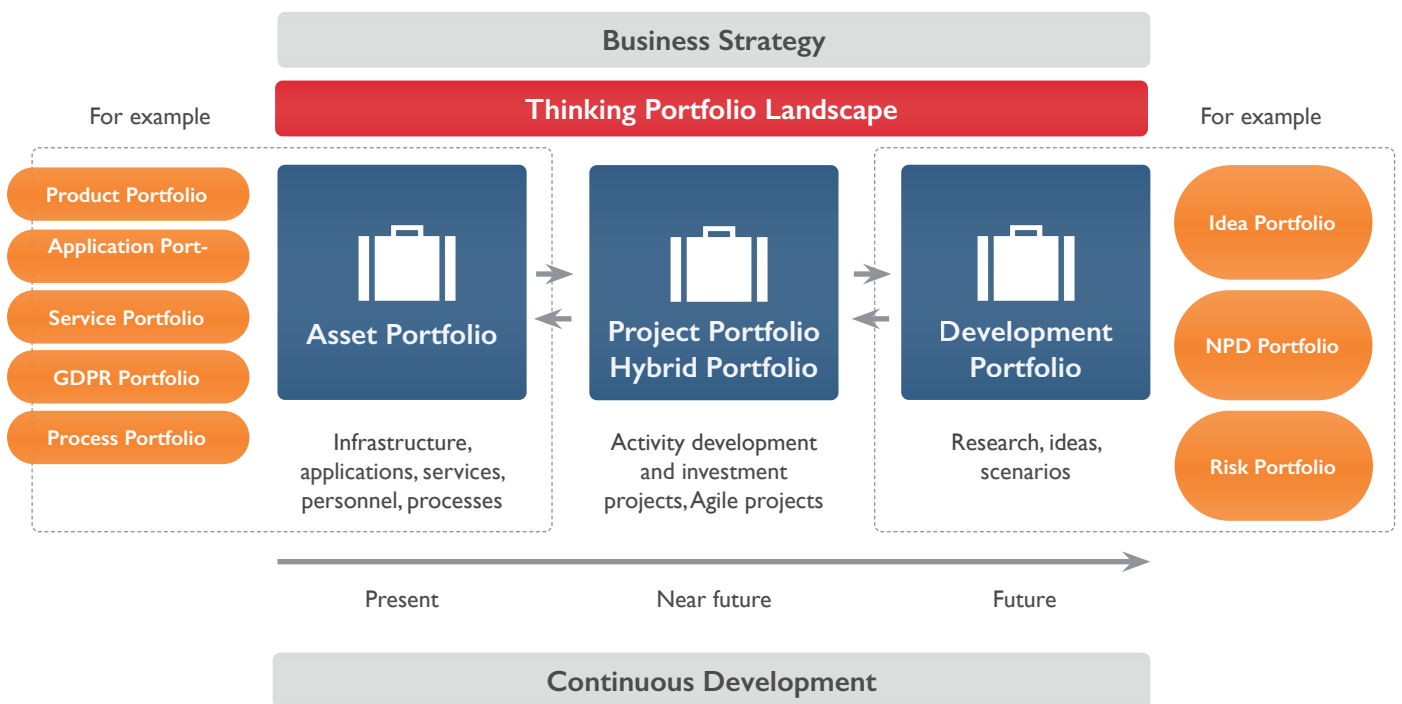 Business Strategy
Thinking Portfolio Landscape
For example
For example
Product Portfolio
Application Port-
Service Portfolio
GDPR Portfolio
Process Portfolio
Asset Portfolio
Infrastructure,
applications, services,
personnel, processes
Project Portfolio
Hybrid Portfolio
Activity development
and investment
projects, Agile projects
Development
Portfolio
Research, ideas,
scenarios
Idea Portfolio
NPD Portfolio
Risk Portfolio
Present
Near future
Future
Continuous Development